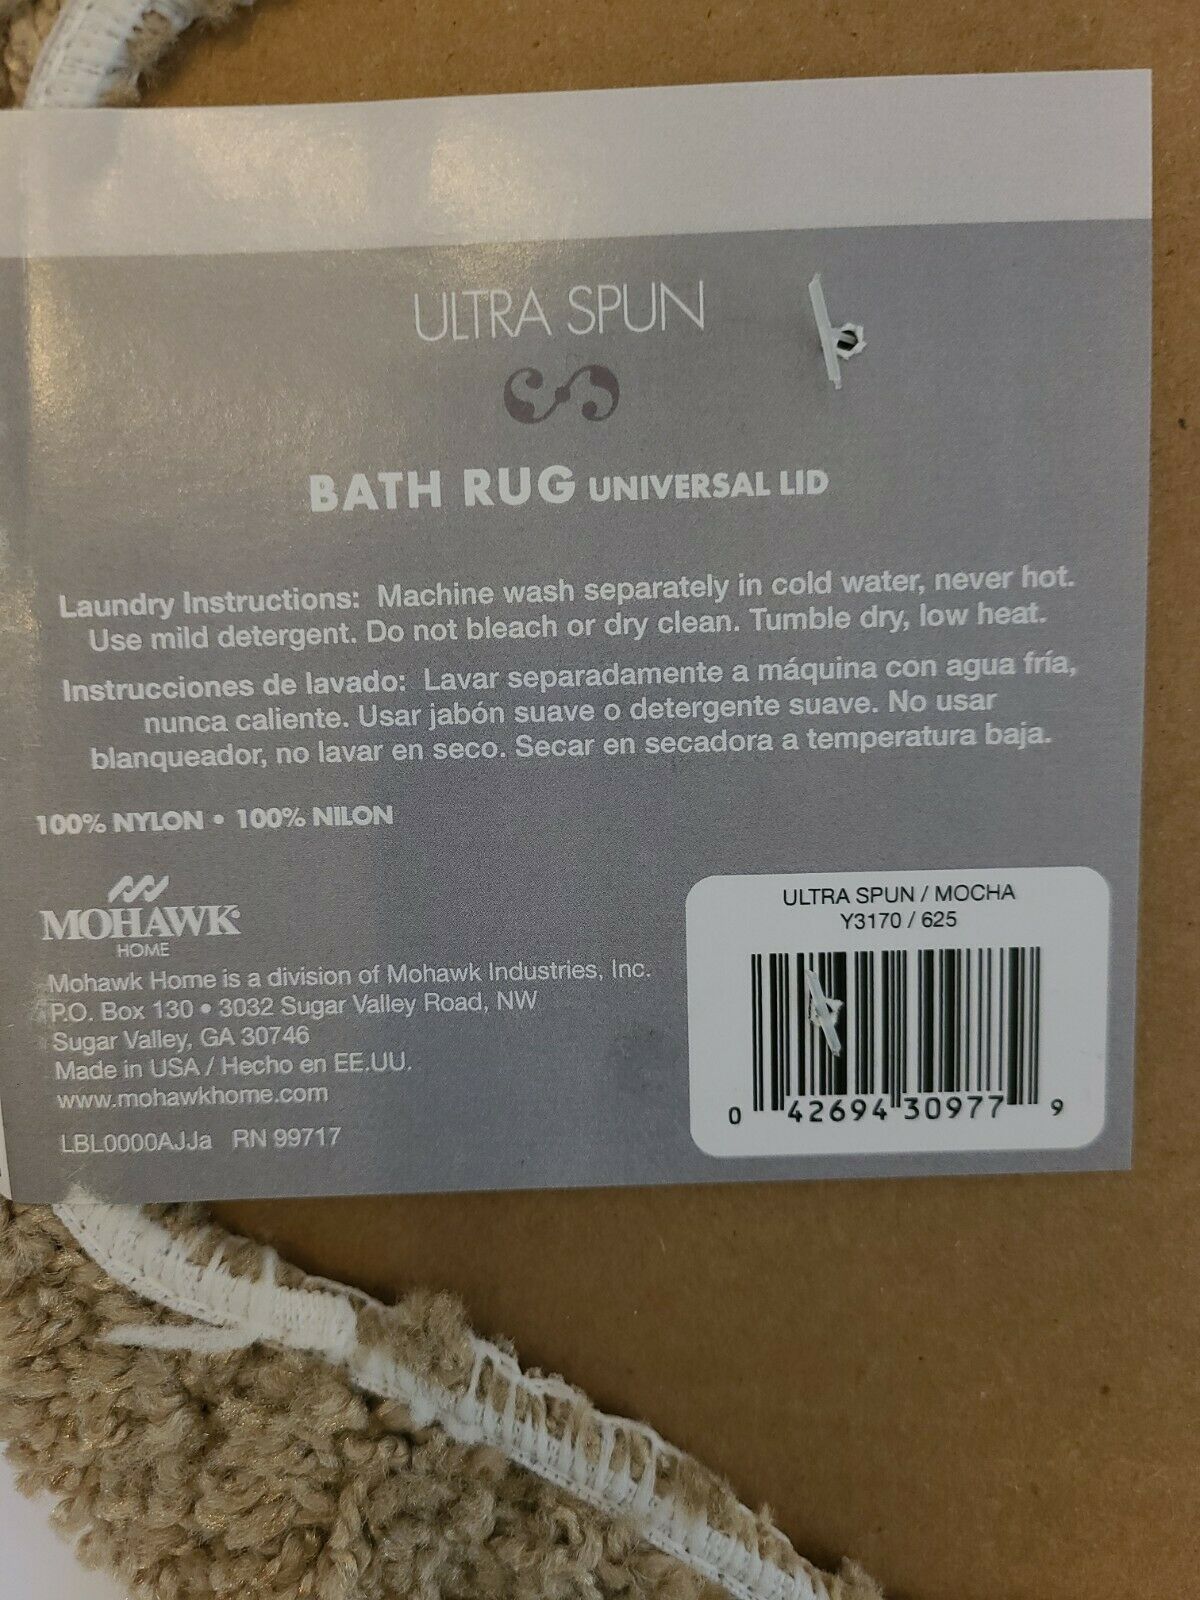 ULTRA SPUN
BATH RUG UNIVERSAL LID
Laundry Instructions: Machine wash separately in cold water, never hot.
Use mild detergent. Do not bleach or dry clean. Tumble dry, low heat.
Instrucciones de lavado: Lavar separadamente a máquina con agua fría,
nunca caliente. Usar jabón suave o detergente suave. No usar
blanqueador, no lavar en seco. Secar en secadora a temperatura baja.
100% NYLON • 100% NILON
MOHAWK
HOME
Mohawk Home is a division of Mohawk Industries, Inc.
P.O. Box 130 • 3032 Sugar Valley Road, NW
Sugar Valley, GA 30746
Made in USA / Hecho en EE.UU.
www.mohawkhome.com
LBL0000AJJa RN 99717
ULTRA SPUN / MOCHA
Y3170 / 625
0 42694 30977 9